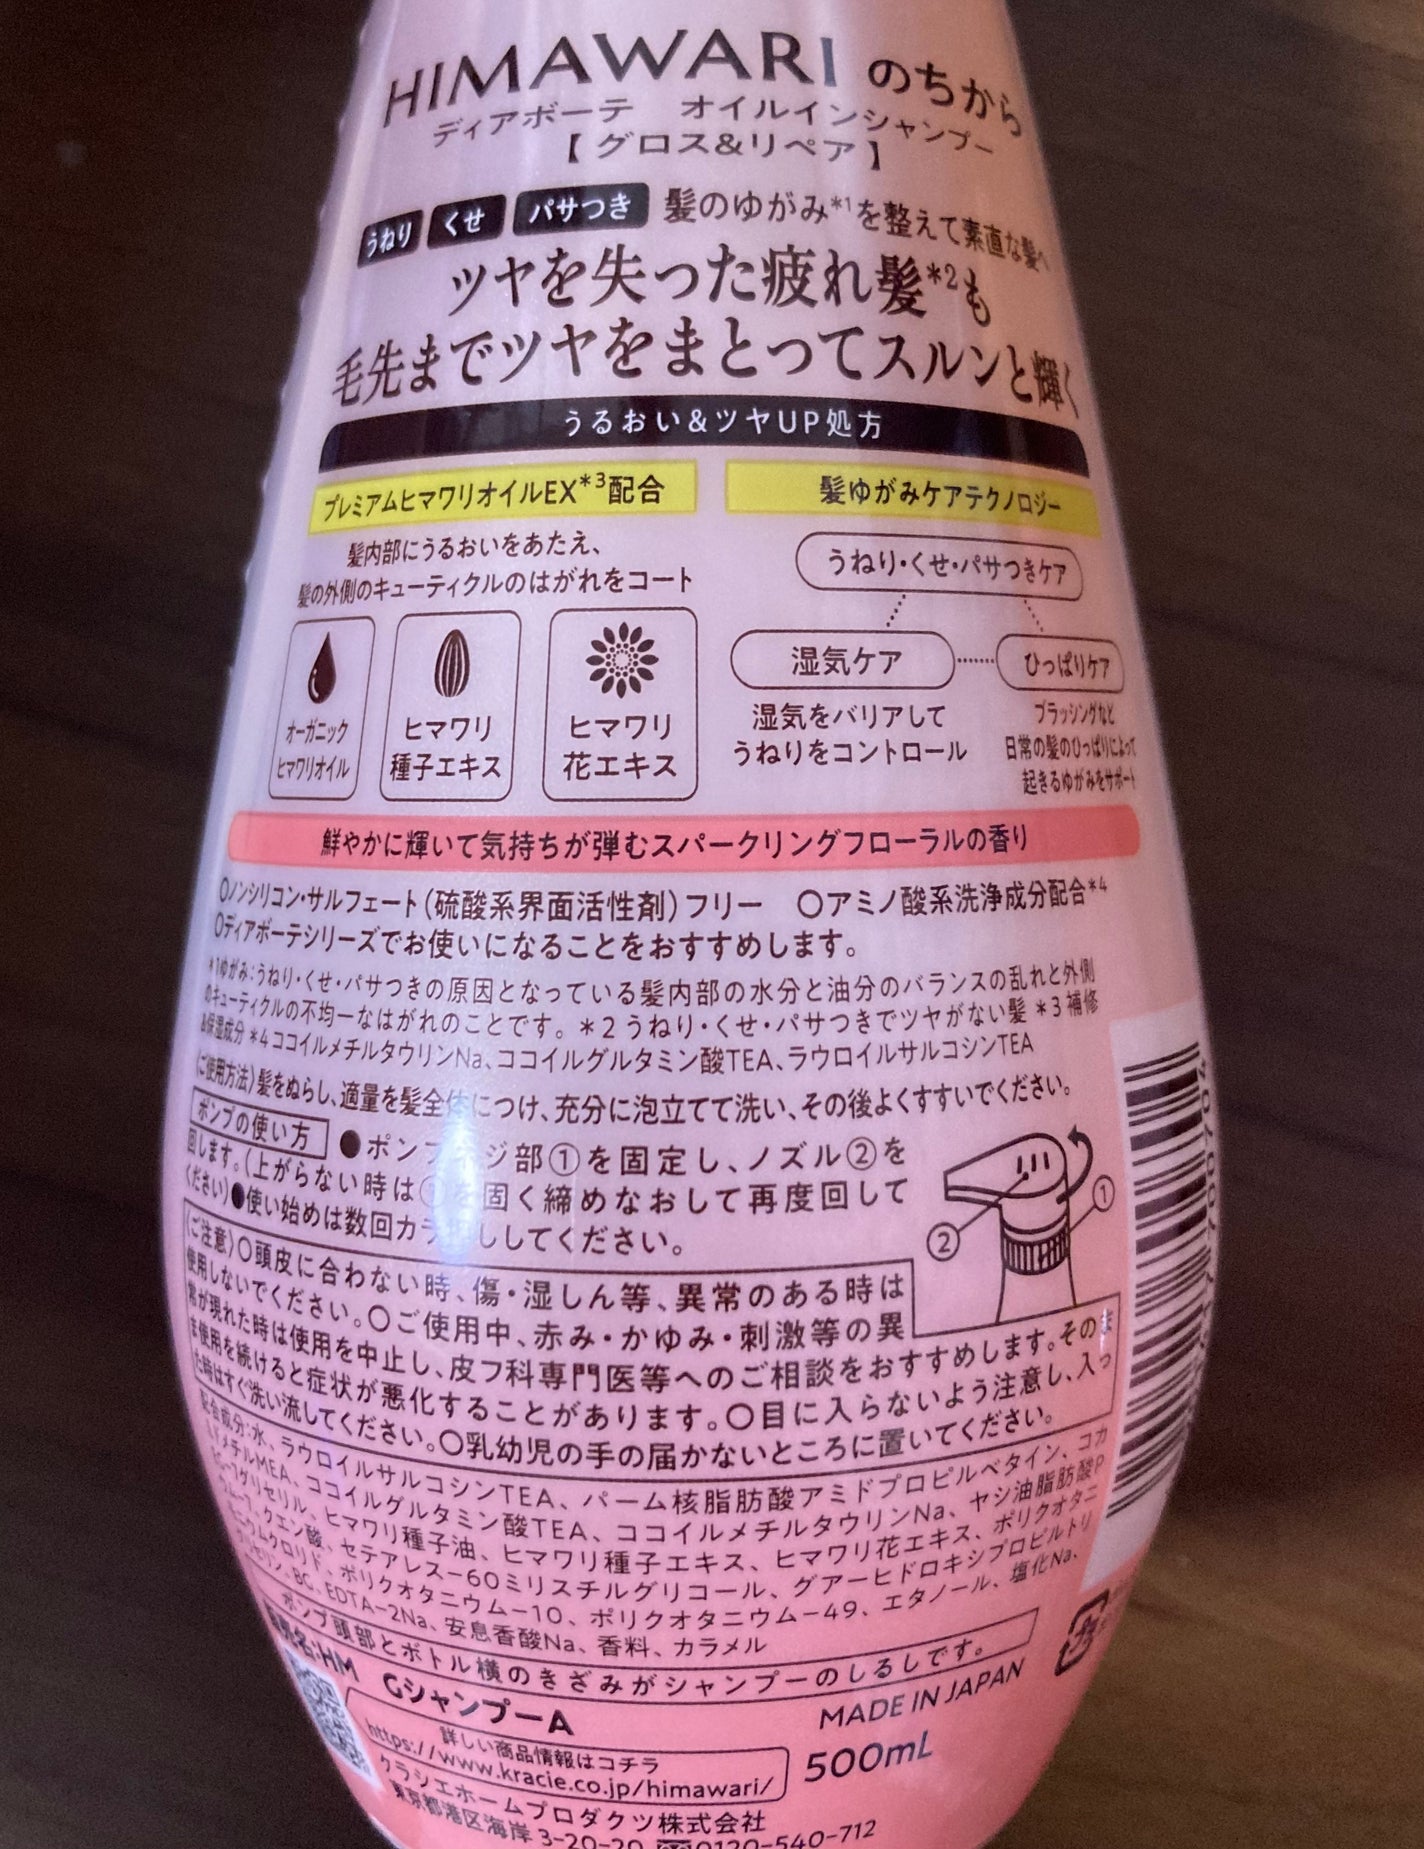 HIMAWARI のちから
ディアボーテ オイルインシャンプー
【グロス&リペア】
うねり くせ パサつき 髪のゆがみ*1を整えて素直な髪へ
ツヤを失った疲れ髪*2も
毛先までツヤをまとってスルンと輝く
うるおい&ツヤUP処方
プレミアムヒマワリオイルEX*3配合
髪内部にうるおいをあたえ、
髪の外側のキューティクルのはがれをコート
オーガニック
ヒマワリオイル
ヒマワリ
種子エキス
ヒマワリ
花エキス
髪ゆがみケアテクノロジー
うねり・くせ・パサつきケア
湿気ケア
湿気をバリアして
うねりをコントロール
ひっぱりケア
ブラッシングなど
日常の髪のひっぱりによって
起きるゆがみをサポート
鮮やかに輝いて気持ちが弾むスパークリングフローラルの香り
○ノンシリコン・サルフェート(硫酸系界面活性剤)フリー ○アミノ酸系洗浄成分配合*4
○ディアボーテシリーズでお使いになることをおすすめします。
*1ゆがみ:うねり・くせ・パサつきの原因となっている髪内部の水分と油分のバランスの乱れと外側
のキューティクルの不均一なはがれのことです。*2 うねり・くせ・パサつきでツヤがない髪 *3 補修
&保湿成分 *4 ココイルメチルタウリンNa、ココイルグルタミン酸TEA、ラウロイルサルコシンTEA
〈ご使用方法〉髪をぬらし、適量を髪全体につけ、充分に泡立てて洗い、その後よくすすいでください。
ポンプの使い方 ●ポン ジ部①を固定し、ノズル②を
回します。(上がらない時は①を固く締めなおして再度回して
ください)●使い始めは数回カラ押ししてください。
① ②
〈ご注意〉○頭皮に合わない時、傷・湿しん等、異常のある時は
使用しないでください。○ご使用中、赤み・かゆみ・刺激等の異
常が現れた時は使用を中止し、皮フ科専門医等へのご相談をおすすめします。そのま
ま使用を続けると症状が悪化することがあります。○目に入らないよう注意し、入っ
た時はすぐ洗い流してください。○乳幼児の手の届かないところに置いてください。
配合成分:水、ラウロイルサルコシンTEA、パーム核脂肪酸アミドプロピルベタイン、コカ
ミドメチルMEA、ココイルグルタミン酸TEA、ココイルメチルタウリンNa、ヤシ油脂肪酸P
EG-7グリセリル、ヒマワリ種子油、ヒマワリ種子エキス、ヒマワリ花エキス、ポリクオタニ
ウム-7、クエン酸、セテアレス-60ミリスチルグリコール、グアーヒドロキシプロピルトリ
モニウムクロリド、ポリクオタニウム-10、ポリクオタニウム-49、エタノール、塩化Na、
グリセリン、BG、EDTA-2Na、安息香酸Na、香料、カラメル
ポンプ頭部とボトル横のきざみがシャンプーのしるしです。
販売名:HM GシャンプーA
MADE IN JAPAN
詳しい商品情報はコチラ
https://www.kracie.co.jp/himawari/
500mL
クラシエホームプロダクツ株式会社
東京都港区海岸 3-20-20 0120-540-712